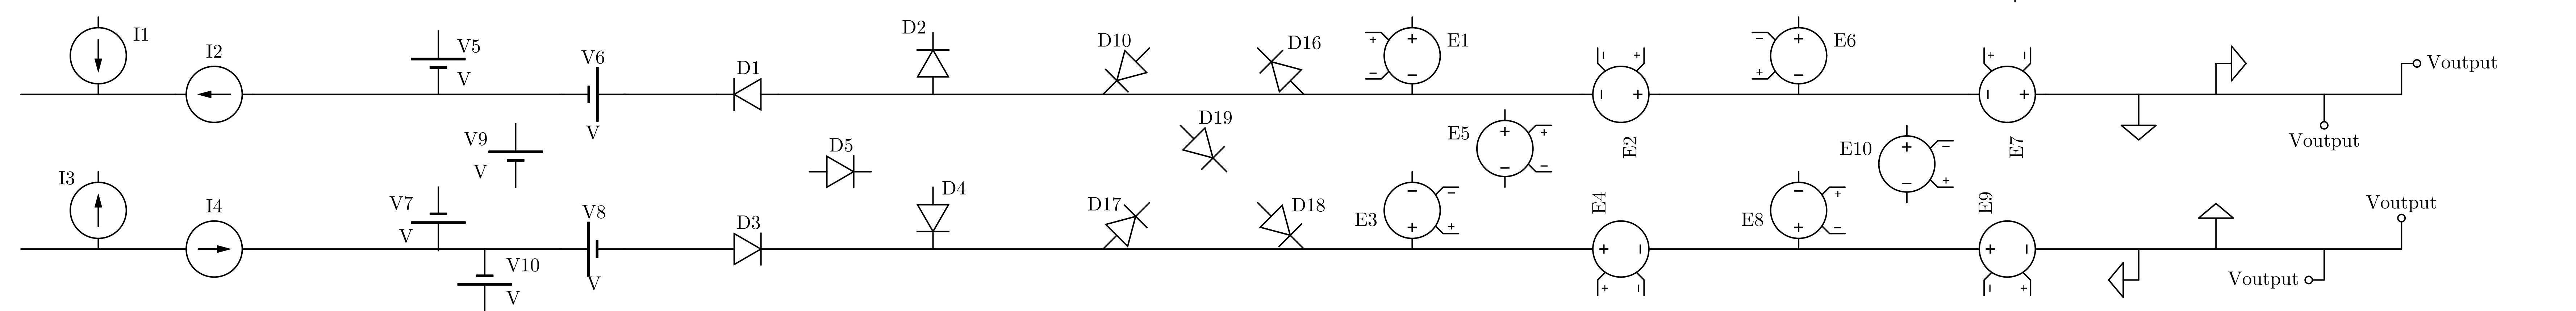 I1
I2
V5
V
V6
V
D1
D2
D10
D16
E1
E2
E6
E7
Voutput
Voutput
V9
V
D5
D19
E5
E10
I3
I4
V7
V
V10
V
V8
V
D3
D4
D17
D18
E3
E4
E8
E9
Voutput
Voutput